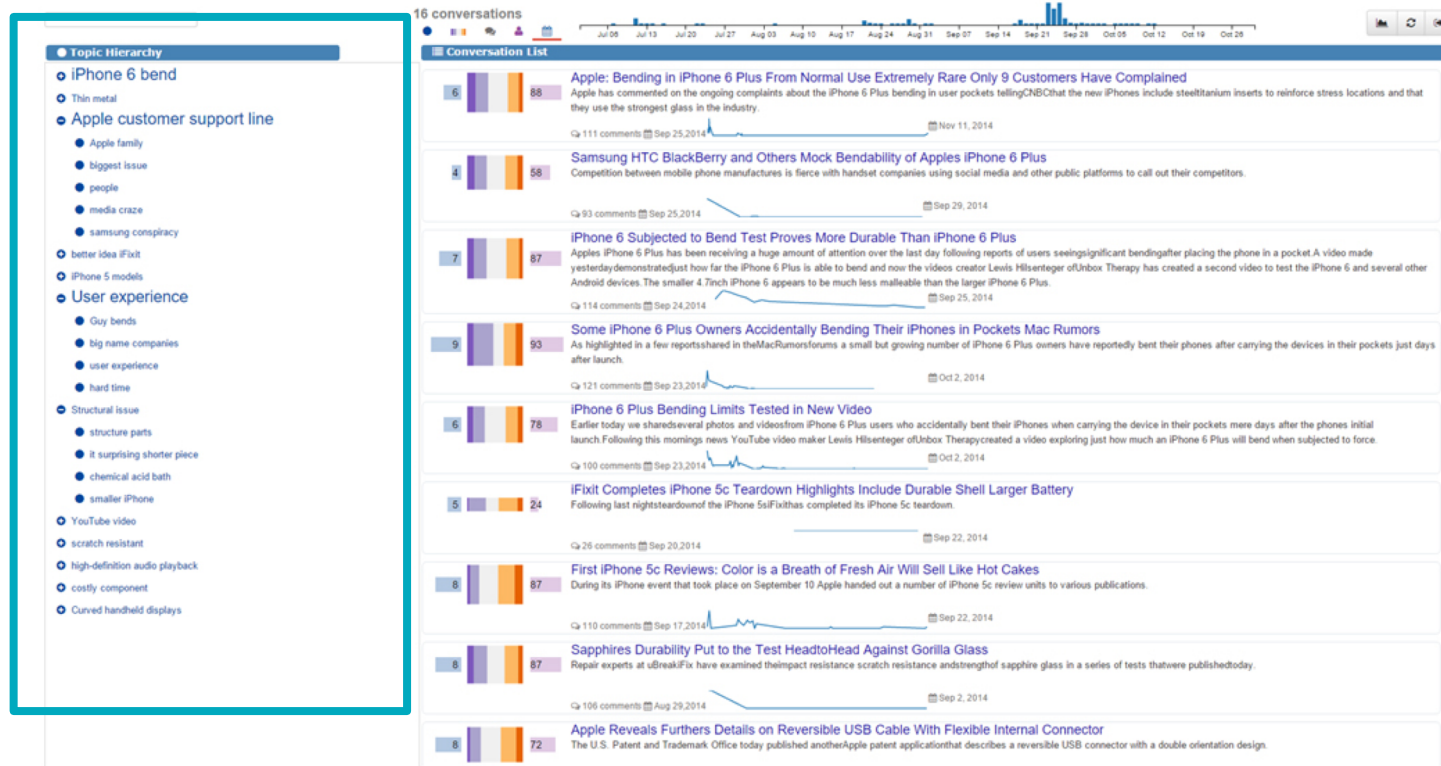 16 conversations
Jul 06 Jul 13 Jul 20 Jul 27 Aug 03 Aug 10 Aug 17 Aug 24 Aug 31 Sep 07 Sep 14 Sep 21 Sep 28 Oct 05 Oct 12 Oct 19 Oct 26
Topic Hierarchy
iPhone 6 bend
Thin metal
Apple customer support line
Apple family
biggest issue
people
media craze
samsung conspiracy
better idea iFixit
iPhone 5 models
User experience
Guy bends
big name companies
user experience
hard time
Structural issue
structure parts
it surprising shorter piece
chemical acid bath
smaller iPhone
YouTube video
scratch resistant
high-definition audio playback
costly component
Curved handheld displays
Conversation List
6 88
Apple: Bending in iPhone 6 Plus From Normal Use Extremely Rare Only 9 Customers Have Complained
Apple has commented on the ongoing complaints about the iPhone 6 Plus bending in user pockets tellingCNBCthat the new iPhones include steeltitanium inserts to reinforce stress locations and that
they use the strongest glass in the industry.
111 comments Sep 25,2014 Nov 11, 2014
4 58
Samsung HTC BlackBerry and Others Mock Bendability of Apples iPhone 6 Plus
Competition between mobile phone manufactures is fierce with handset companies using social media and other public platforms to call out their competitors.
93 comments Sep 25,2014 Sep 29, 2014
7 87
iPhone 6 Subjected to Bend Test Proves More Durable Than iPhone 6 Plus
Apples iPhone 6 Plus has been receiving a huge amount of attention over the last day following reports of users seeingsignificant bendingafter placing the phone in a pocket.A video made
yesterdaydemonstratedjust how far the iPhone 6 Plus is able to bend and now the videos creator Lewis Hilsenteger ofUnbox Therapy has created a second video to test the iPhone 6 and several other
Android devices.The smaller 4.7inch iPhone 6 appears to be much less malleable than the larger iPhone 6 Plus.
114 comments Sep 24,2014 Sep 25, 2014
9 93
Some iPhone 6 Plus Owners Accidentally Bending Their iPhones in Pockets Mac Rumors
As highlighted in a few reportsshared in theMacRumorsforums a small but growing number of iPhone 6 Plus owners have reportedly bent their phones after carrying the devices in their pockets just days
after launch.
121 comments Sep 23,2014 Oct 2, 2014
6 78
iPhone 6 Plus Bending Limits Tested in New Video
Earlier today we sharedseveral photos and videosfrom iPhone 6 Plus users who accidentally bent their iPhones when carrying the device in their pockets mere days after the phones initial
launch.Following this mornings news YouTube video maker Lewis Hilsenteger ofUnbox Therapycreated a video exploring just how much an iPhone 6 Plus will bend when subjected to force.
100 comments Sep 23,2014 Oct 2, 2014
5 24
iFixit Completes iPhone 5c Teardown Highlights Include Durable Shell Larger Battery
Following last nightsteardownof the iPhone 5siFixithas completed its iPhone 5c teardown.
26 comments Sep 20,2014 Sep 22, 2014
8 87
First iPhone 5c Reviews: Color is a Breath of Fresh Air Will Sell Like Hot Cakes
During its iPhone event that took place on September 10 Apple handed out a number of iPhone 5c review units to various publications.
110 comments Sep 17,2014 Sep 22, 2014
8 87
Sapphires Durability Put to the Test HeadtoHead Against Gorilla Glass
Repair experts at uBreakiFix have examined theimpact resistance scratch resistance andstrengthof sapphire glass in a series of tests thatwere publishedtoday.
106 comments Aug 29,2014 Sep 2, 2014
8 72
Apple Reveals Furthers Details on Reversible USB Cable With Flexible Internal Connector
The U.S. Patent and Trademark Office today published anotherApple patent applicationthat describes a reversible USB connector with a double orientation design.